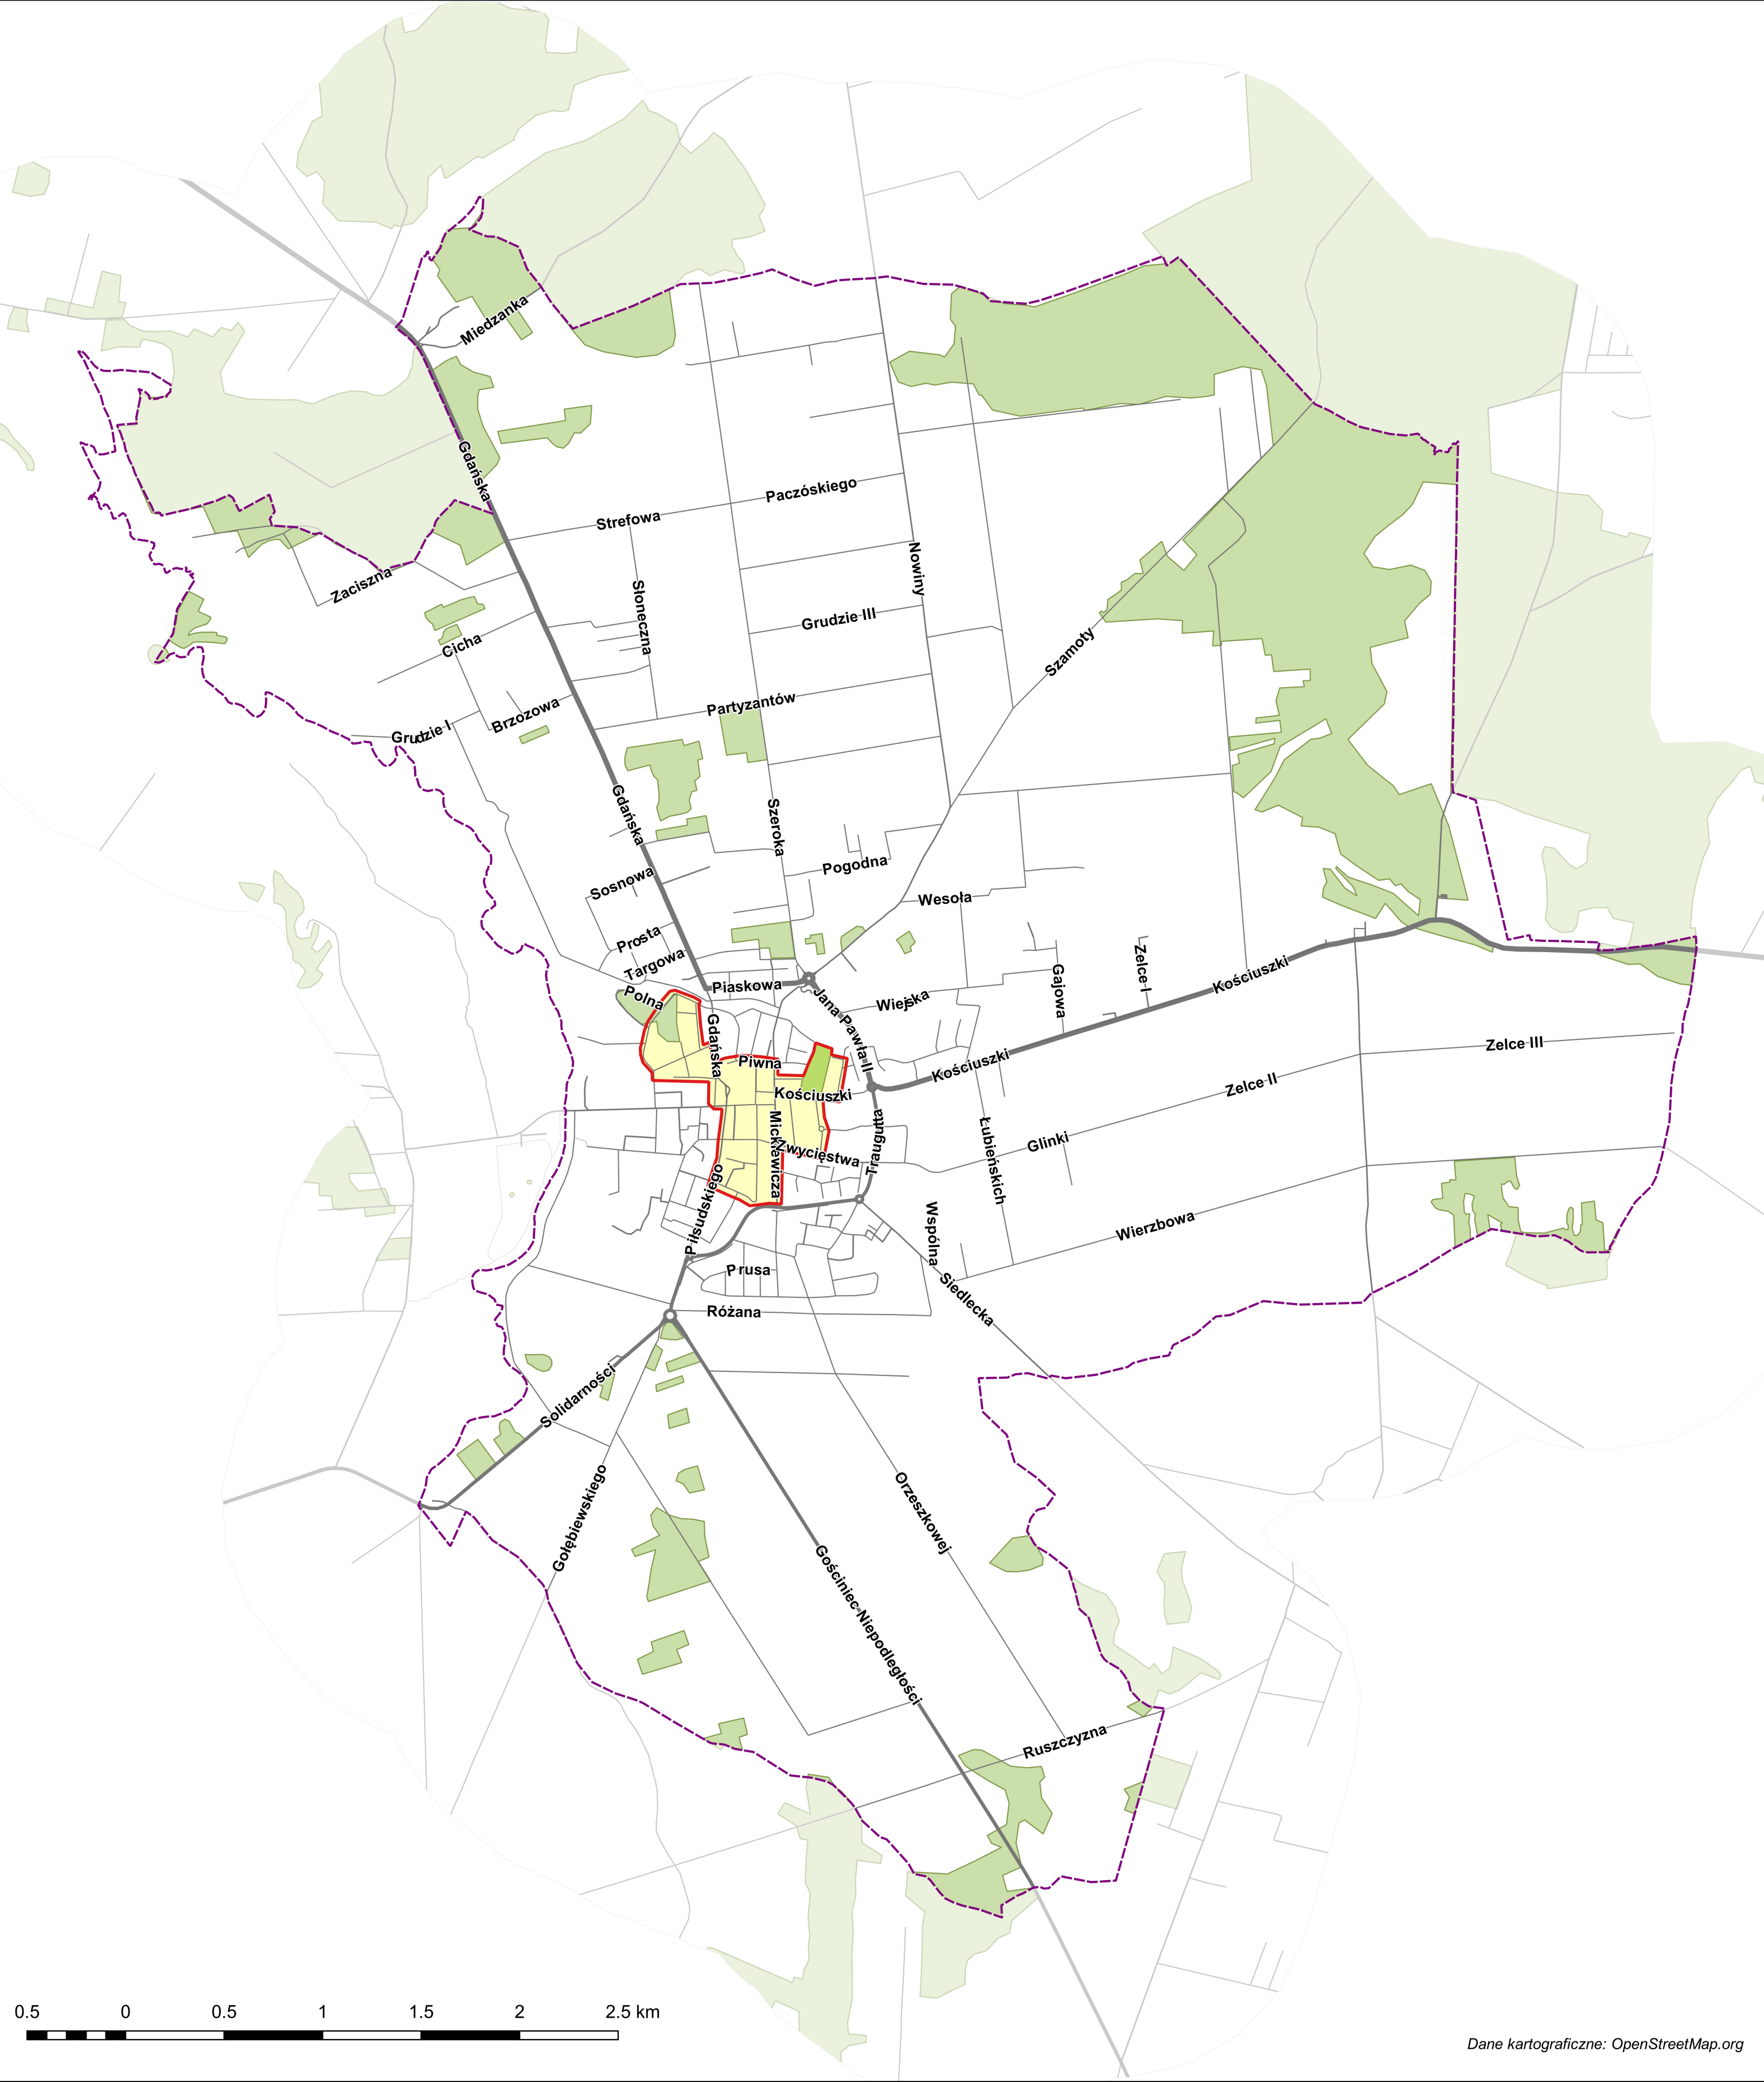 Miedzanka
Gdańska
Paczóskiego
Strefowa
Nowiny
Zaciszna
Słoneczna
Grudzie III
Cicha
Szamoty
Partyzantów
Brzozowa
Grudzie I
Gdańska
Szeroka
Pogodna
Sosnowa
Wesoła
Prosta
Targowa
Zelce I
Gajowa
Kościuszki
Piaskowa
Polna
Jana Pawła II
Wiejska
Gdańska
Zelce III
Piwna
Kościuszki
Kościuszki
Zelce II
Mickiewicza
Traugutta
Łubieńskich
Glinki
Zwycięstwa
Piłsudskiego
Wspólna
Wierzbowa
Prusa
Siedlecka
Różana
Solidarności
Gołębiewskiego
Orzeszkowej
Gościniec Niepodległości
Ruszczyzna
0.5 0 0.5 1 1.5 2 2.5 km
Dane kartograficzne: OpenStreetMap.org